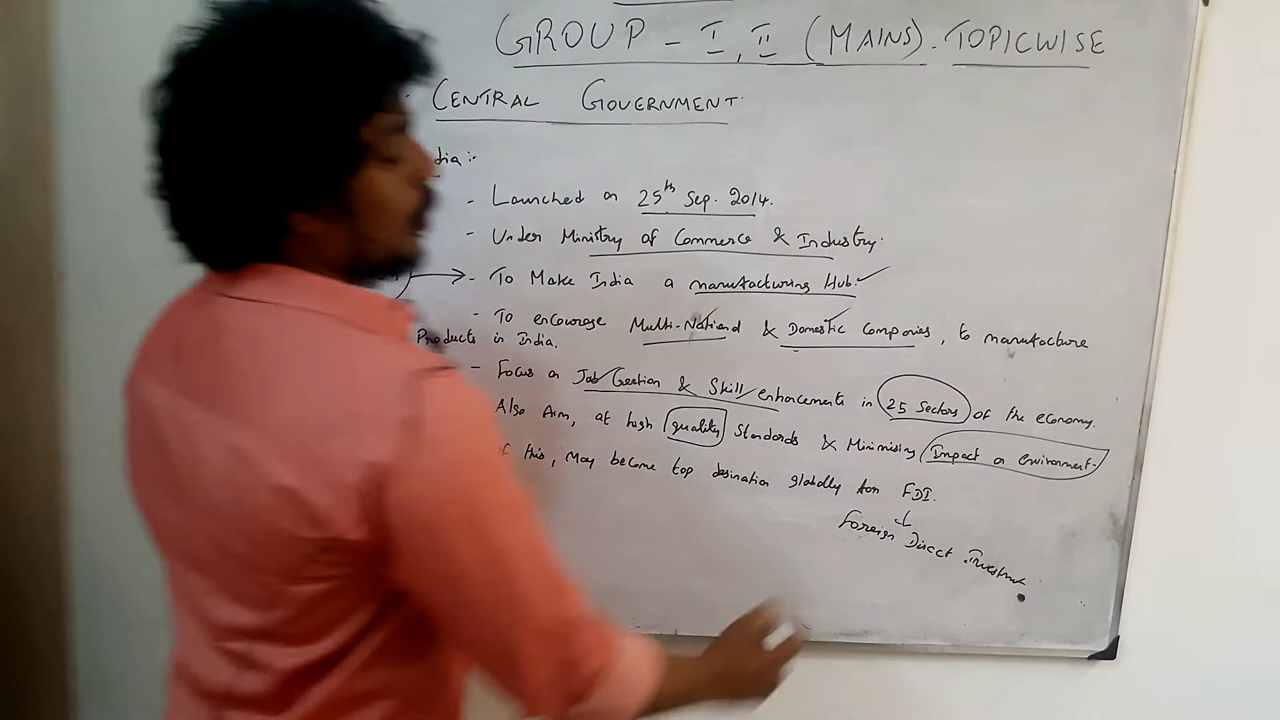 GROUP - I, II (MAINS). TOPICWISE
CENTRAL GOVERNMENT.
dia :-
- Launched on 25th Sep. 2014.
- Under Ministry of Commerce & Industry.
- To Make India a manufacturing Hub.
- To encourage Multi-National & Domestic Companies, to manufacture
Products in India.
- Focus on Job Creation & Skill enhancements in 25 Sectors of the economy.
Also Aim, at high quality Standards & Minimising Impact on environment.
of this, May become top desination globally for FDI.
↓
Foreign Direct Investment